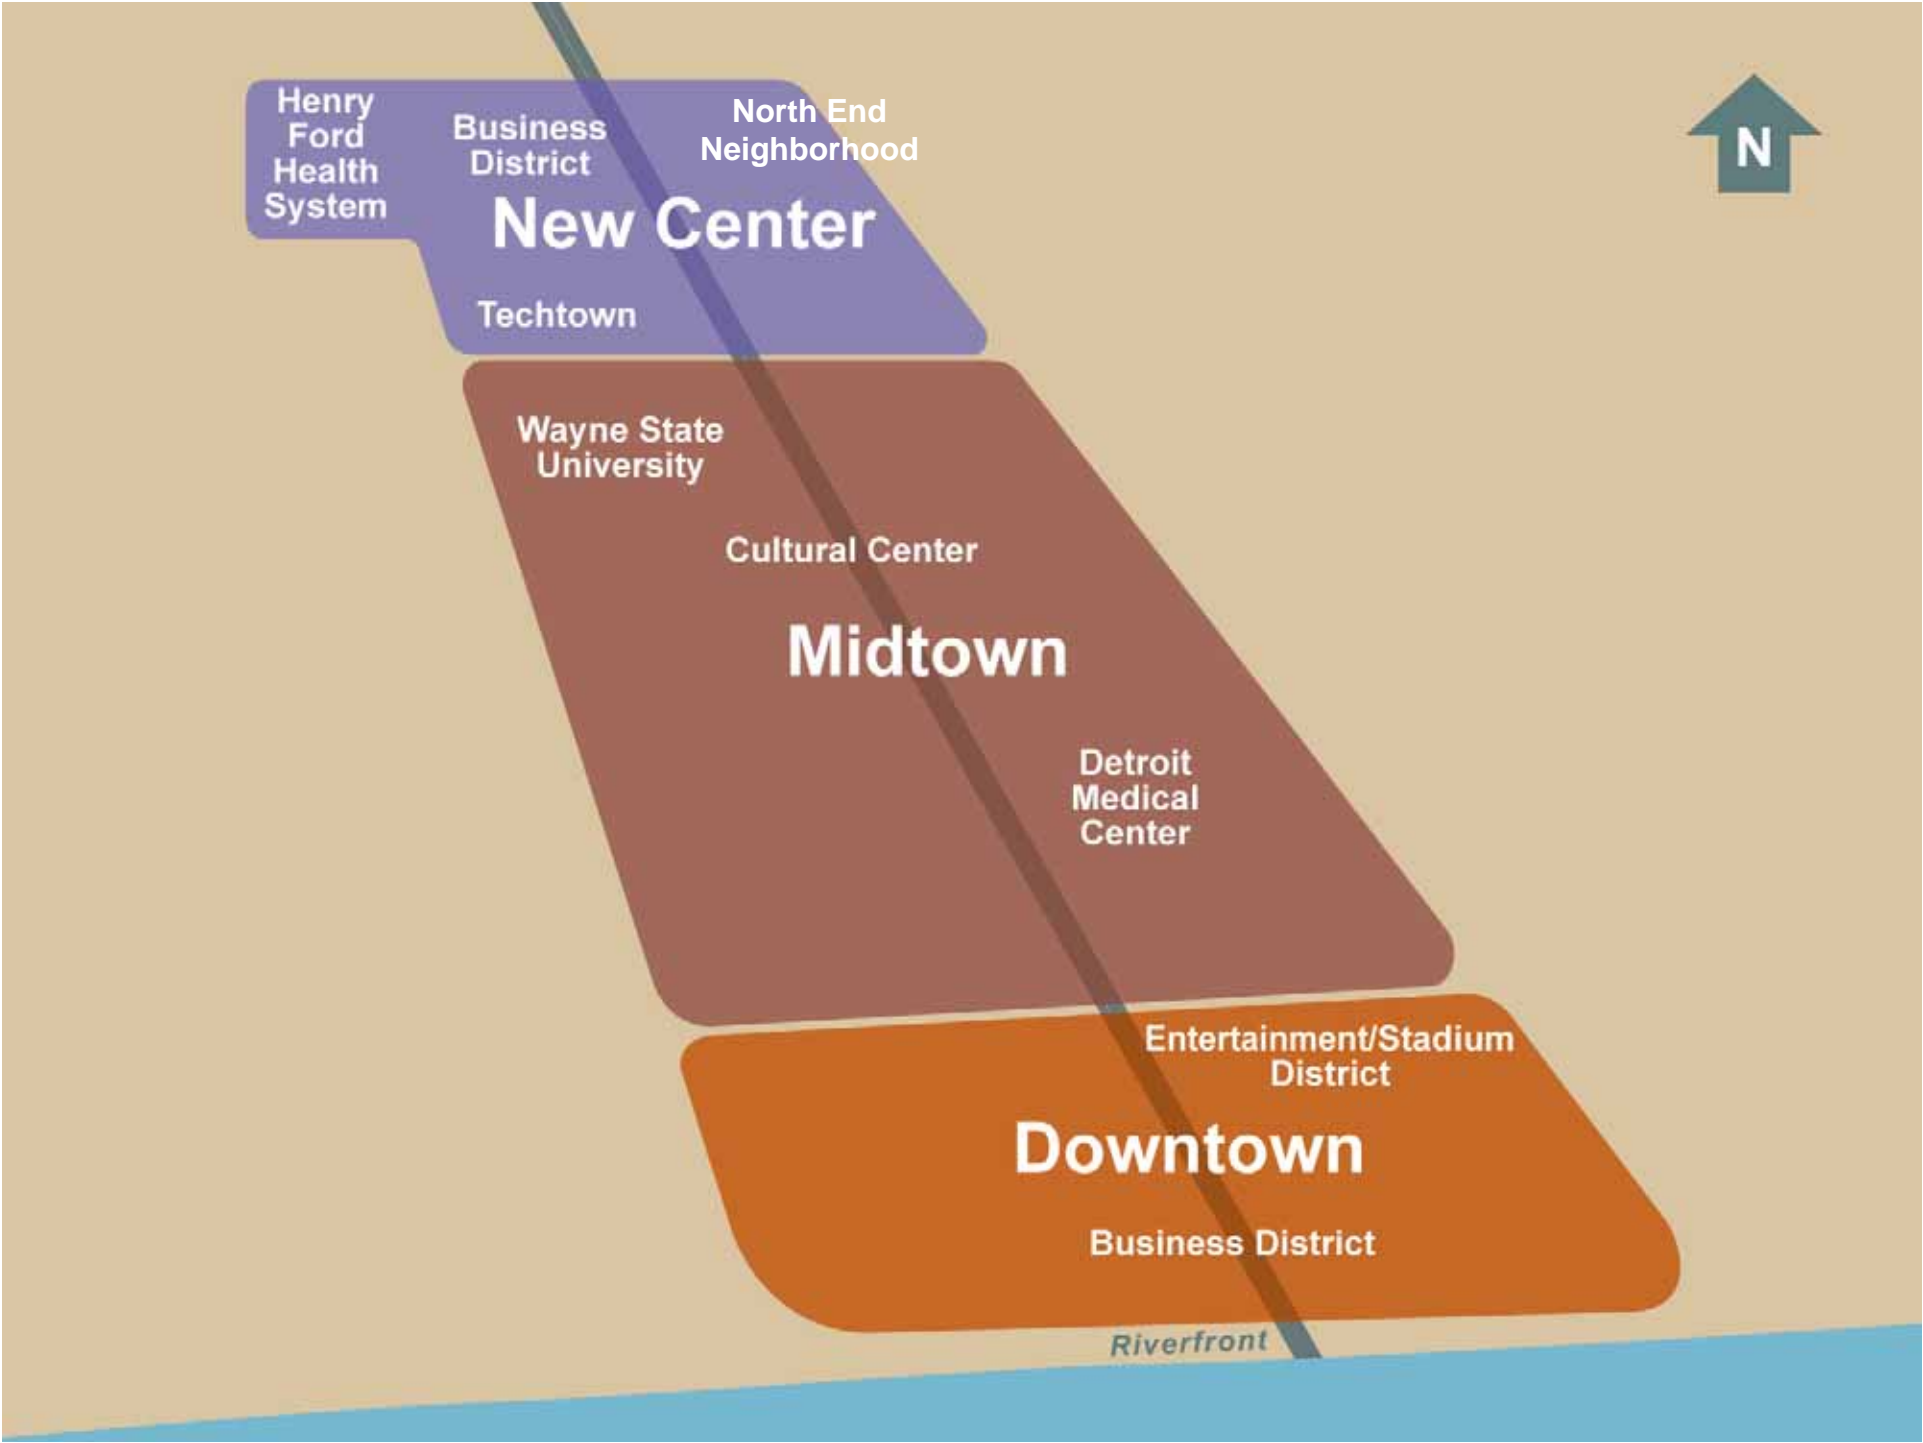 Henry
Ford
Health
System
Business
District
North End
Neighborhood
N
New Center
Techtown
Wayne State
University
Cultural Center
Midtown
Detroit
Medical
Center
Entertainment/Stadium
District
Downtown
Business District
Riverfront